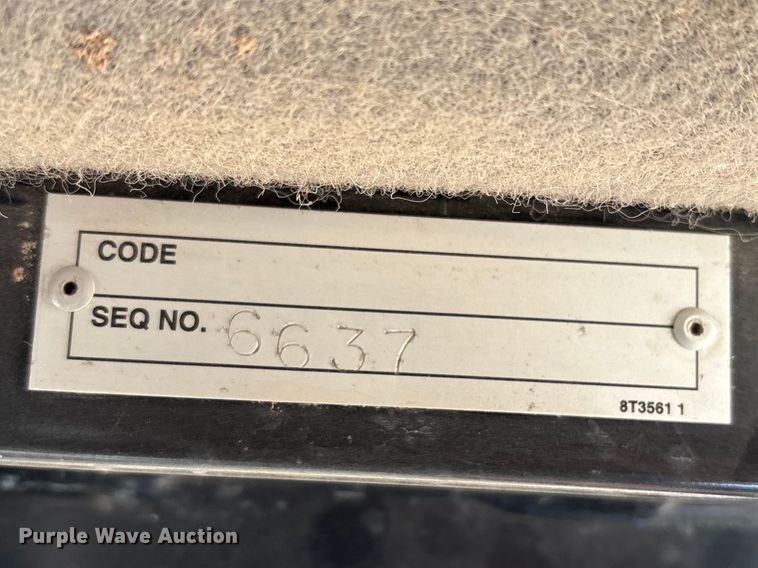 CODE
SEQ NO. 6637
8T3561 1
Purple Wave Auction